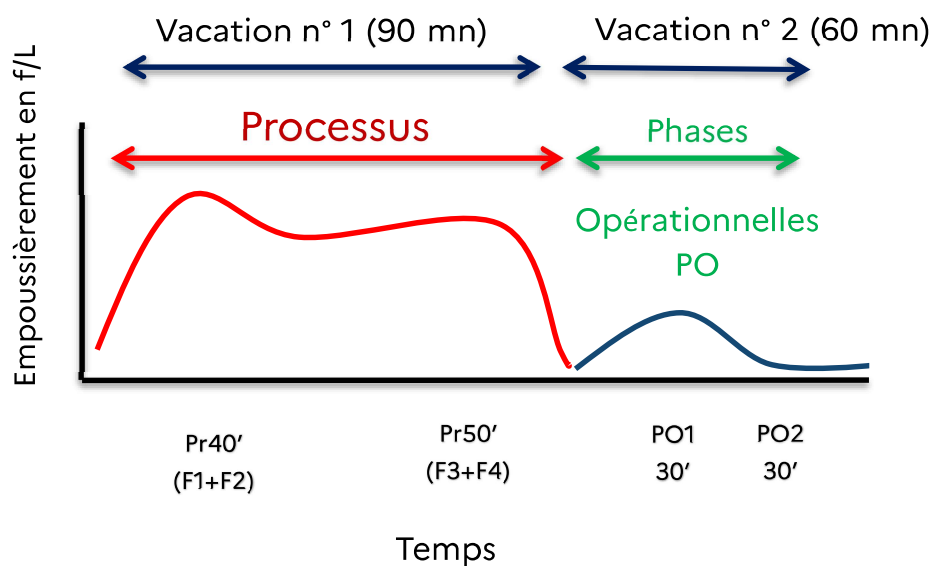 Vacation n° 1 (90 mn)
Vacation n° 2 (60 mn)
Empoussièrement en f/L
Processus
Phases
Opérationnelles
PO
Pr40’
(F1+F2)
Pr50’
(F3+F4)
PO1
30’
PO2
30’
Temps